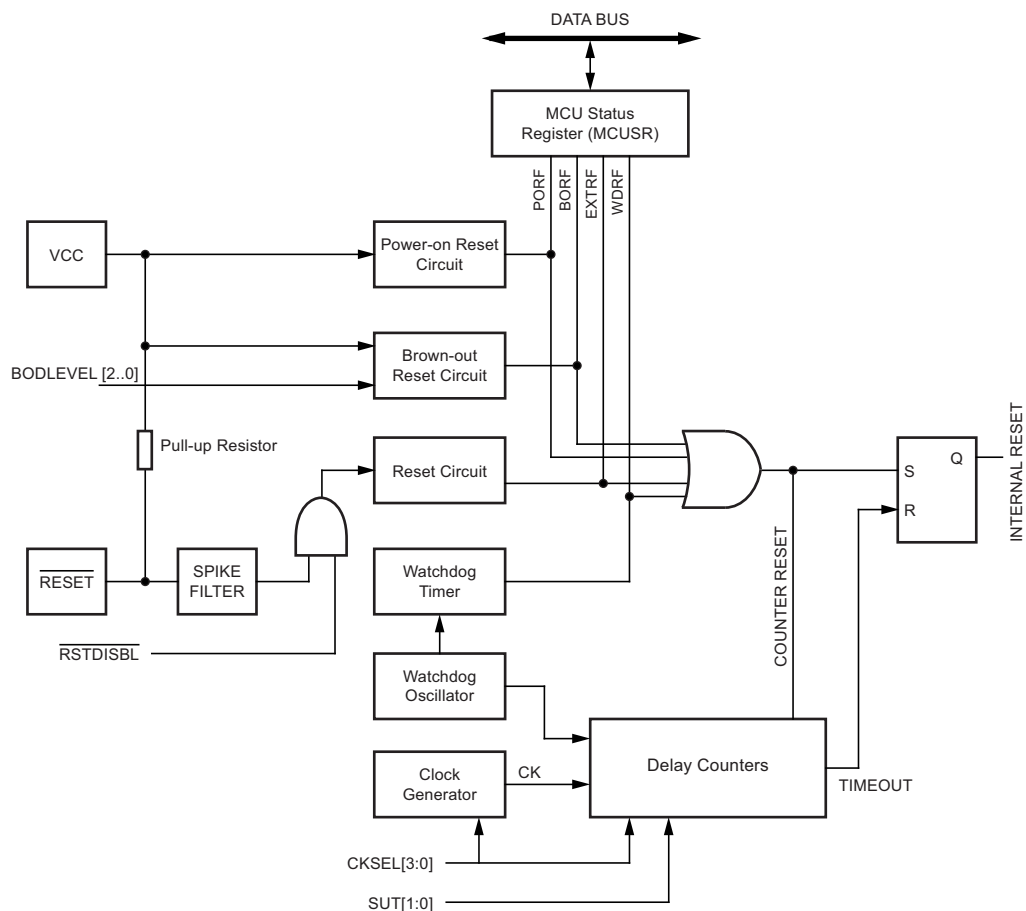 DATA BUS
MCU Status
Register (MCUSR)
PORF
BORF
EXTRF
WDRF
VCC
Power-on Reset
Circuit
BODLEVEL [2..0]
Brown-out
Reset Circuit
Pull-up Resistor
Reset Circuit
S
Q
R
INTERNAL RESET
RESET
SPIKE
FILTER
Watchdog
Timer
COUNTER RESET
RSTDISBL
Watchdog
Oscillator
Clock
Generator
CK
Delay Counters
TIMEOUT
CKSEL[3:0]
SUT[1:0]